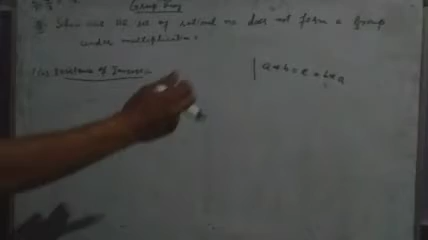 Group Theory
Q. Show that the set of rational no does not form a group
under multiplication.
(iv) Existence of Inverse:-
a * b = e = b * a